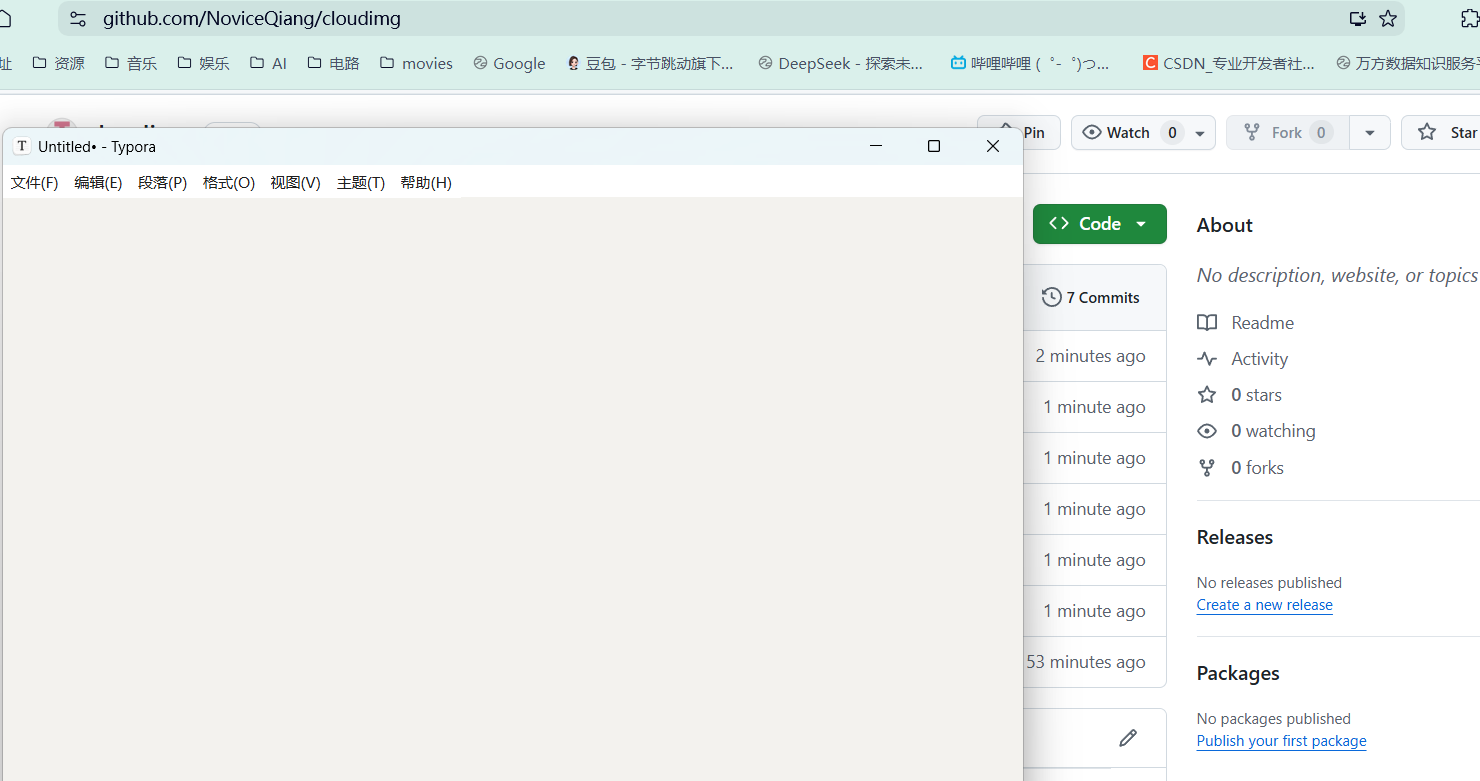 github.com/NoviceQiang/cloudimg
址 资源 音乐 娱乐 AI 电路 movies Google 豆包 - 字节跳动旗下... DeepSeek - 探索未... 哔哩哔哩 (゜-゜)つ... CSDN_专业开发者社... 万方数据知识服务平
Pin Watch 0 Fork 0 Star
Untitled• - Typora
文件(F) 编辑(E) 段落(P) 格式(O) 视图(V) 主题(T) 帮助(H)
Code
7 Commits
2 minutes ago
1 minute ago
1 minute ago
1 minute ago
1 minute ago
1 minute ago
53 minutes ago
About
No description, website, or topics
Readme
Activity
0 stars
0 watching
0 forks
Releases
No releases published
Create a new release
Packages
No packages published
Publish your first package